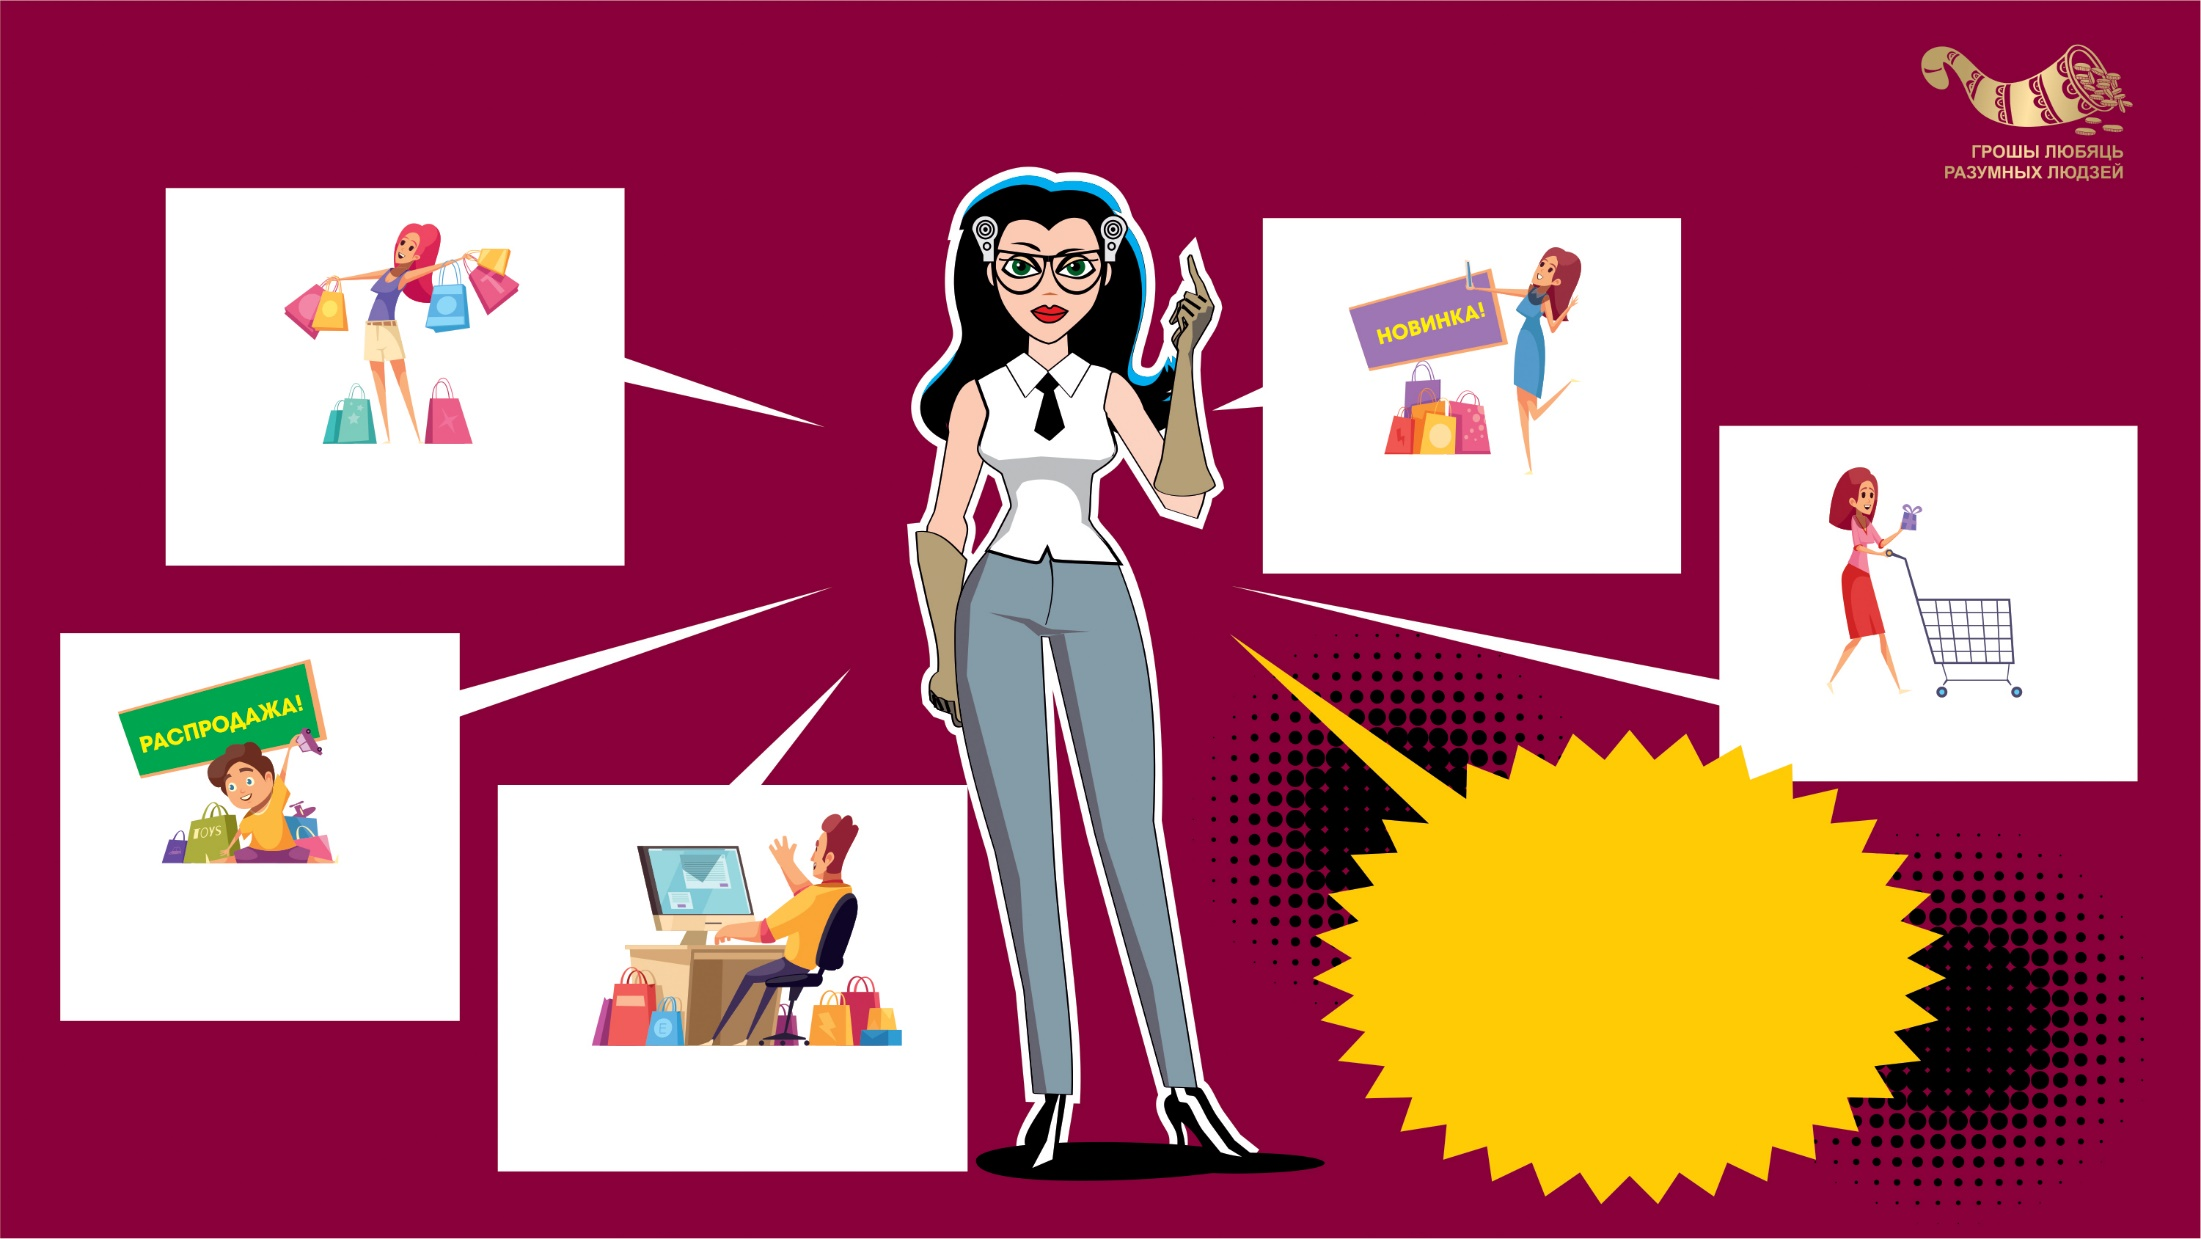 ГРОШЫ ЛЮБЯЦЬ
РАЗУМНЫХ ЛЮДЗЕЙ
НОВИНКА!
РАСПРОДАЖА!
TOYS
E